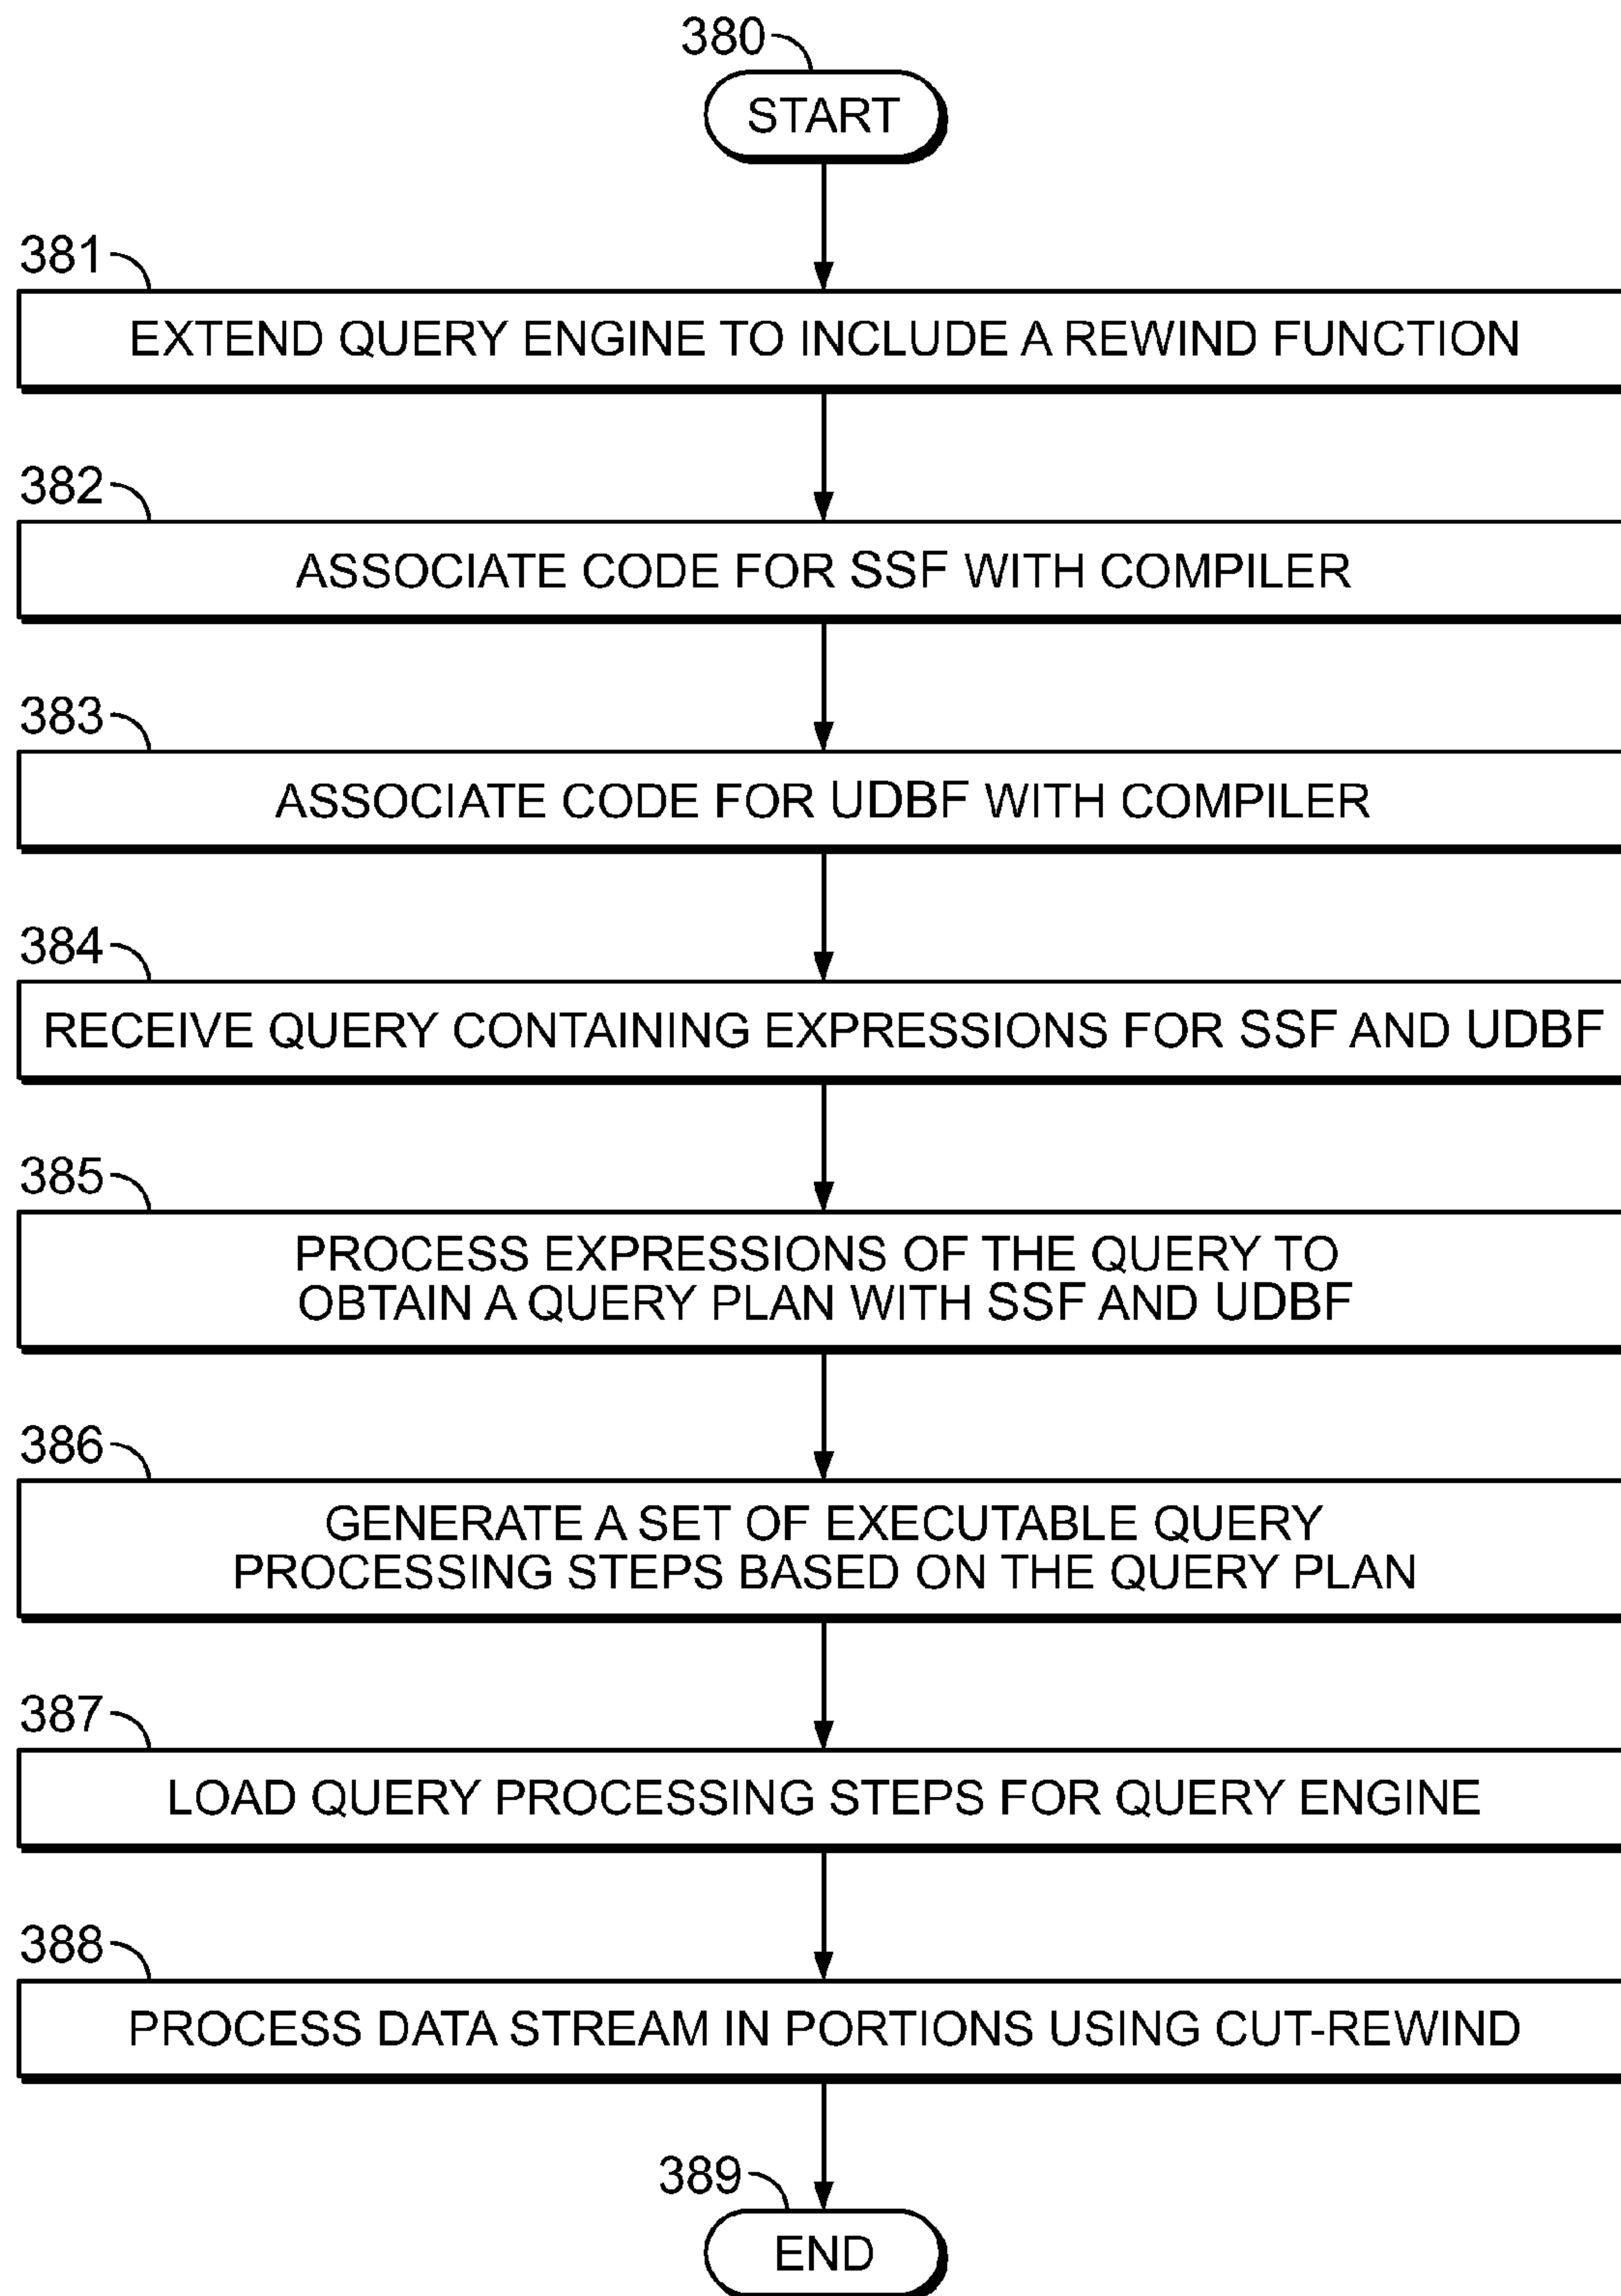 380
START
381
EXTEND QUERY ENGINE TO INCLUDE A REWIND FUNCTION
382
ASSOCIATE CODE FOR SSF WITH COMPILER
383
ASSOCIATE CODE FOR UDBF WITH COMPILER
384
RECEIVE QUERY CONTAINING EXPRESSIONS FOR SSF AND UDBF
385
PROCESS EXPRESSIONS OF THE QUERY TO
OBTAIN A QUERY PLAN WITH SSF AND UDBF
386
GENERATE A SET OF EXECUTABLE QUERY
PROCESSING STEPS BASED ON THE QUERY PLAN
387
LOAD QUERY PROCESSING STEPS FOR QUERY ENGINE
388
PROCESS DATA STREAM IN PORTIONS USING CUT-REWIND
389
END